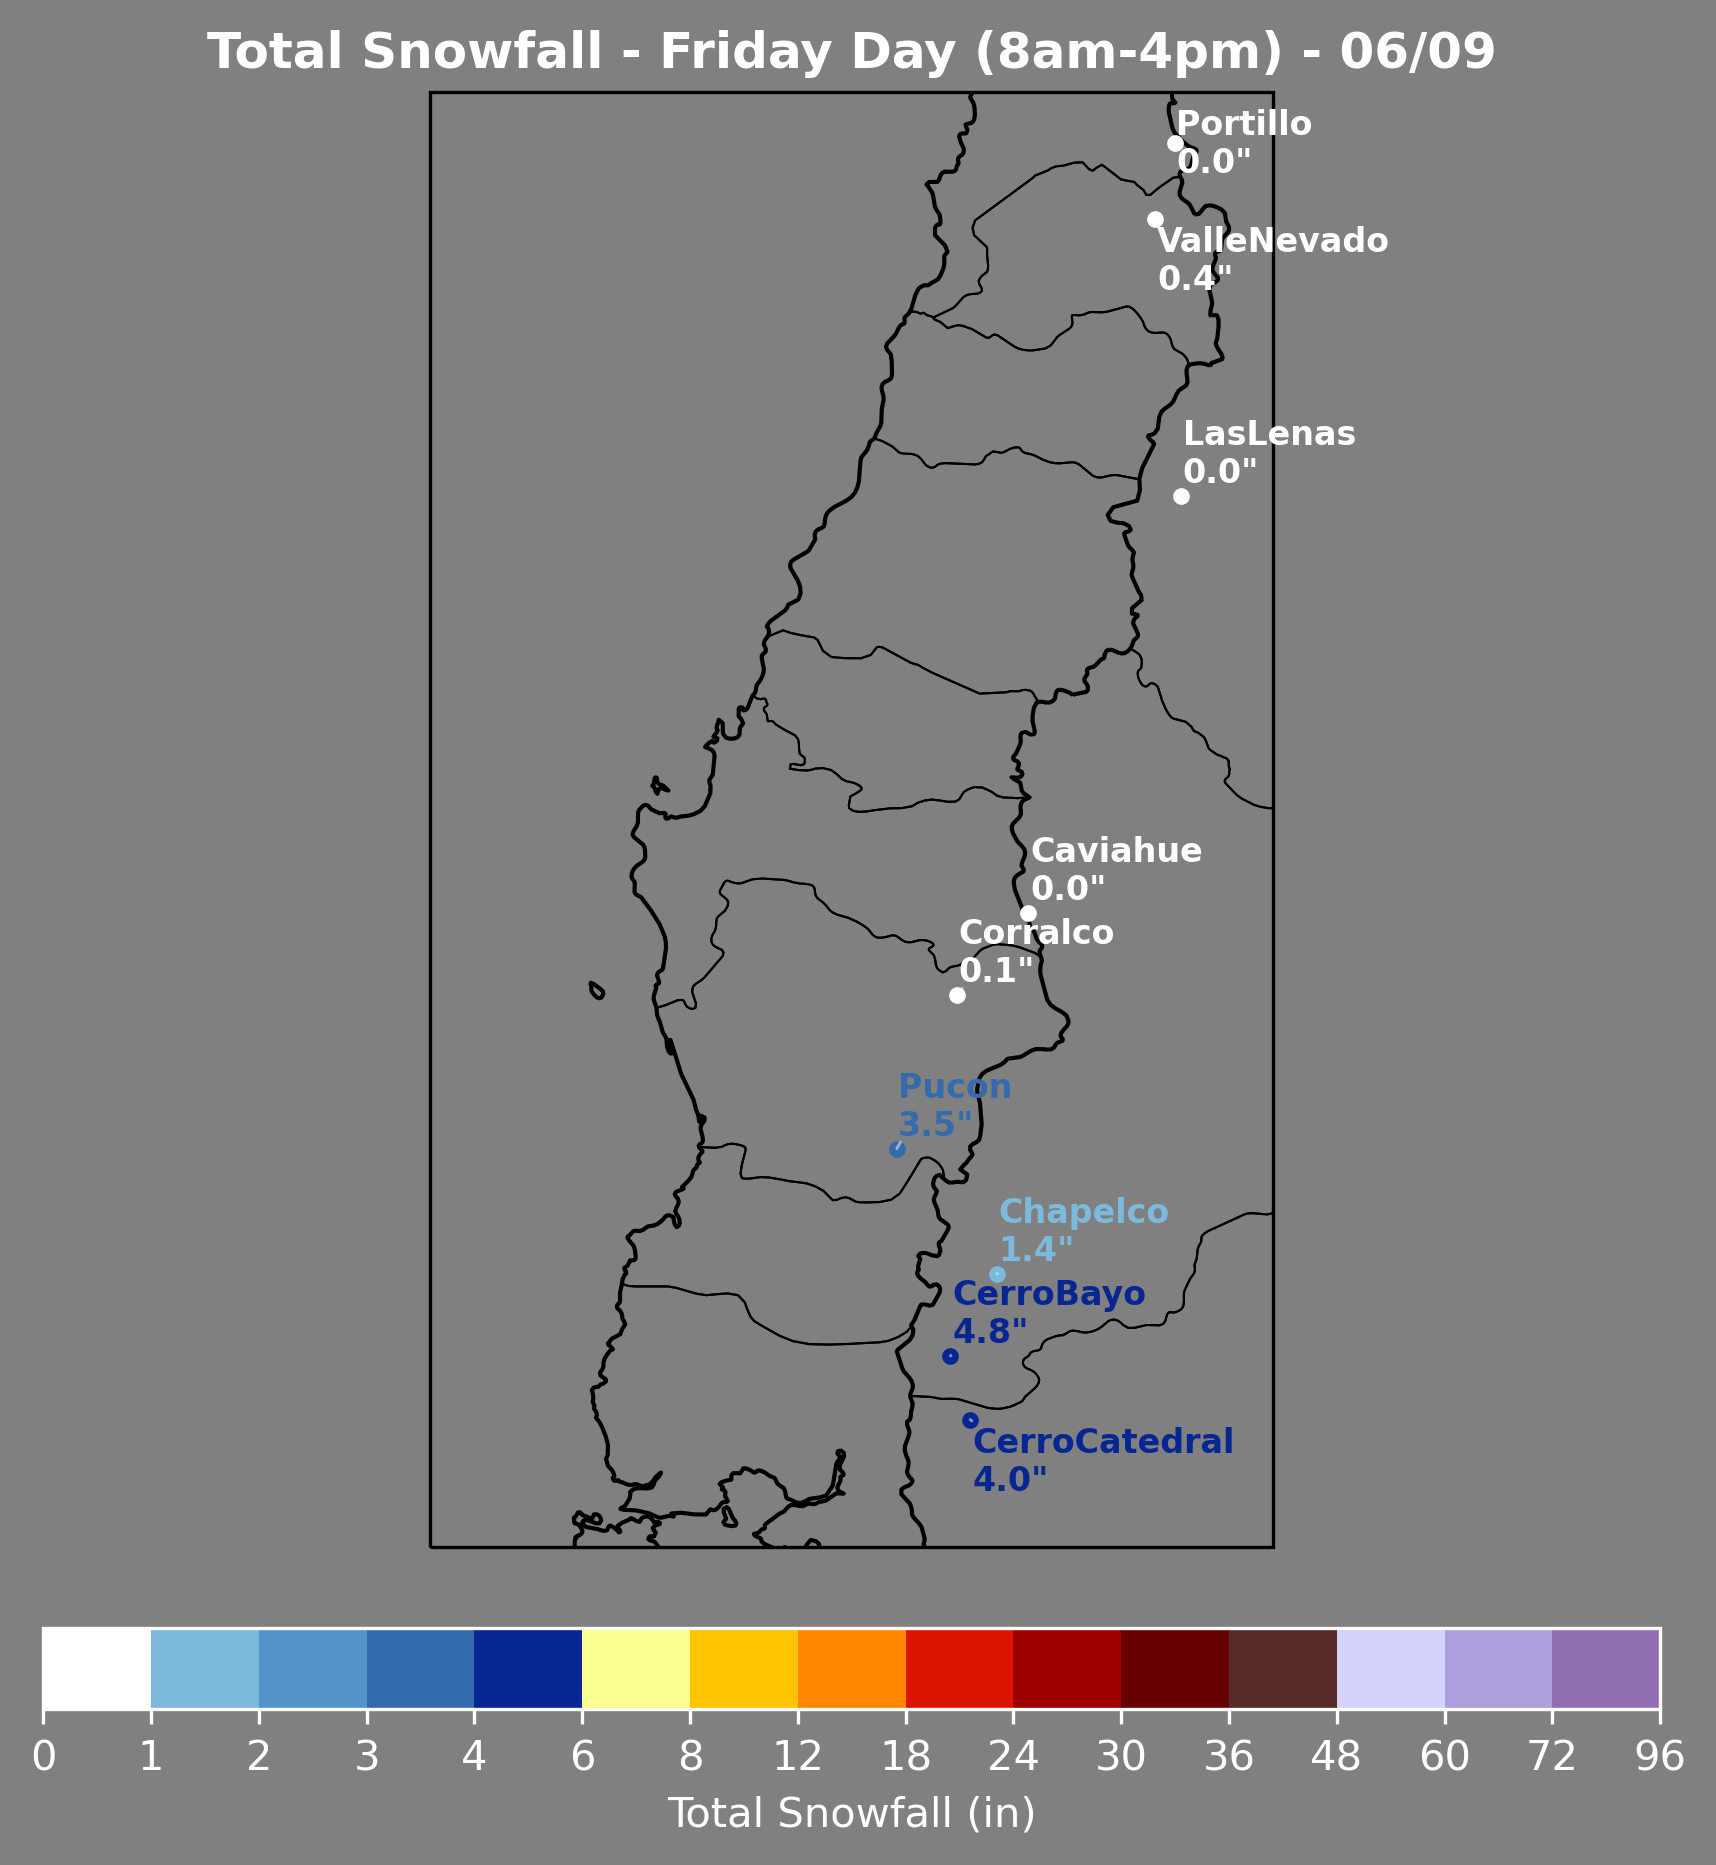 Total Snowfall - Friday Day (8am-4pm) - 06/09
Portillo
0.0"
ValleNevado
0.4"
LasLenas
0.0"
Caviahue
0.0"
Corralco
0.1"
Pucon
3.5"
Chapelco
1.4"
CerroBayo
4.8"
CerroCatedral
4.0"
0 1 2 3 4 6 8 12 18 24 30 36 48 60 72 96
Total Snowfall (in)